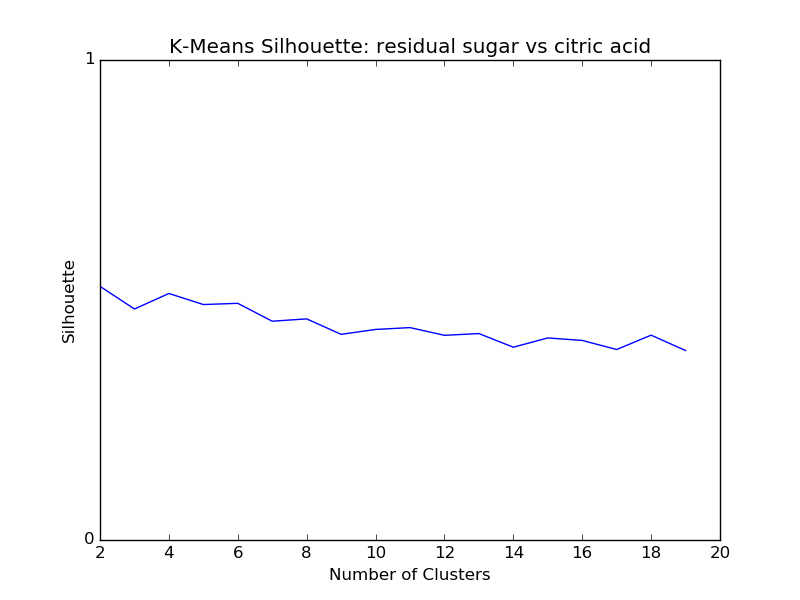 K-Means Silhouette: residual sugar vs citric acid
1
Silhouette
0
2 4 6 8 10 12 14 16 18 20
Number of Clusters